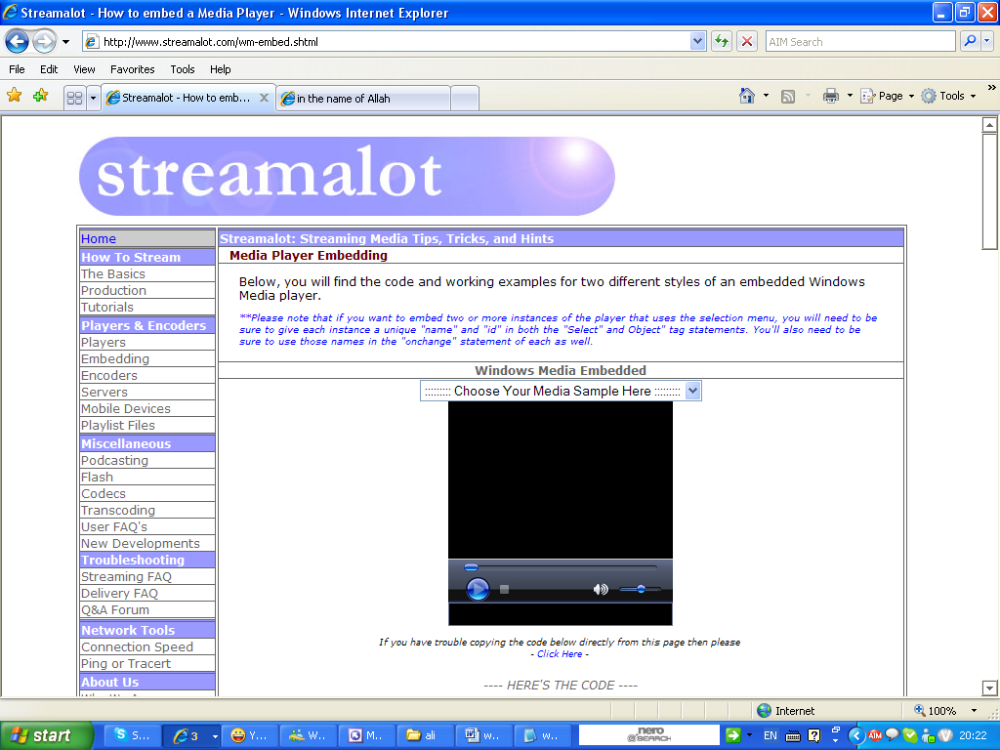 Streamalot - How to embed a Media Player - Windows Internet Explorer
http://www.streamalot.com/wm-embed.shtml
AIM Search
File Edit View Favorites Tools Help
Streamalot - How to emb...
in the name of Allah
Page
Tools
streamalot
Home
How To Stream
The Basics
Production
Tutorials
Players & Encoders
Players
Embedding
Encoders
Servers
Mobile Devices
Playlist Files
Miscellaneous
Podcasting
Flash
Codecs
Transcoding
User FAQ's
New Developments
Troubleshooting
Streaming FAQ
Delivery FAQ
Q&A Forum
Network Tools
Connection Speed
Ping or Tracert
About Us
Streamalot: Streaming Media Tips, Tricks, and Hints
Media Player Embedding
Below, you will find the code and working examples for two different styles of an embedded Windows
Media player.
**Please note that if you want to embed two or more instances of the player that uses the selection menu, you will need to be
sure to give each instance a unique "name" and "id" in both the "Select" and Object" tag statements. You'll also need to be
sure to use those names in the "onchange" statement of each as well.
Windows Media Embedded
::::::::: Choose Your Media Sample Here :::::::::
If you have trouble copying the code below directly from this page then please
- Click Here -
---- HERE'S THE CODE ----
Internet
100%
start
S...
3
Y...
W...
M...
ali
w...
w...
nero
SEARCH
EN
AIM
20:22